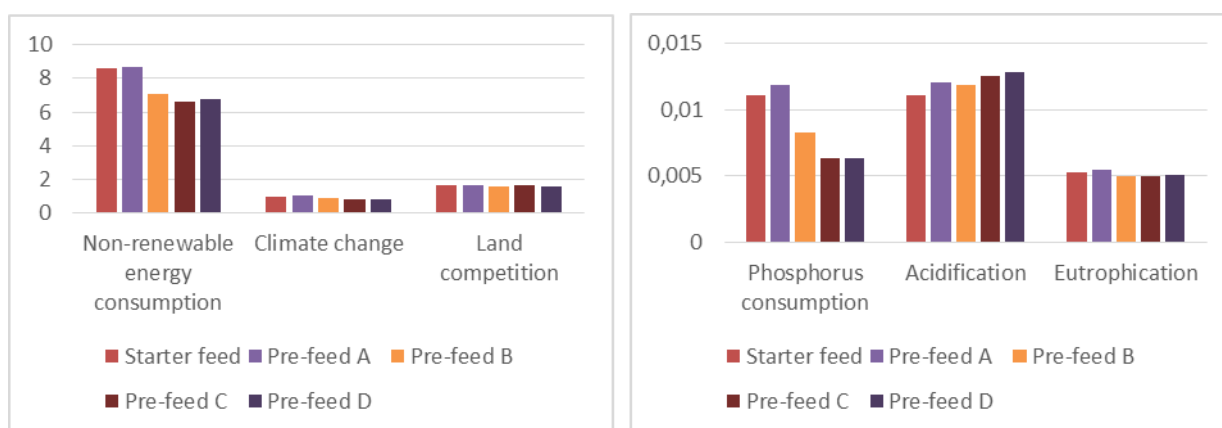 10
8
6
4
2
0
Non-renewable
energy
consumption
Climate change
Land
competition
Starter feed Pre-feed A Pre-feed B
Pre-feed C Pre-feed D
0,015
0,01
0,005
0
Phosphorus
consumption
Acidification
Eutrophication
Starter feed Pre-feed A Pre-feed B
Pre-feed C Pre-feed D